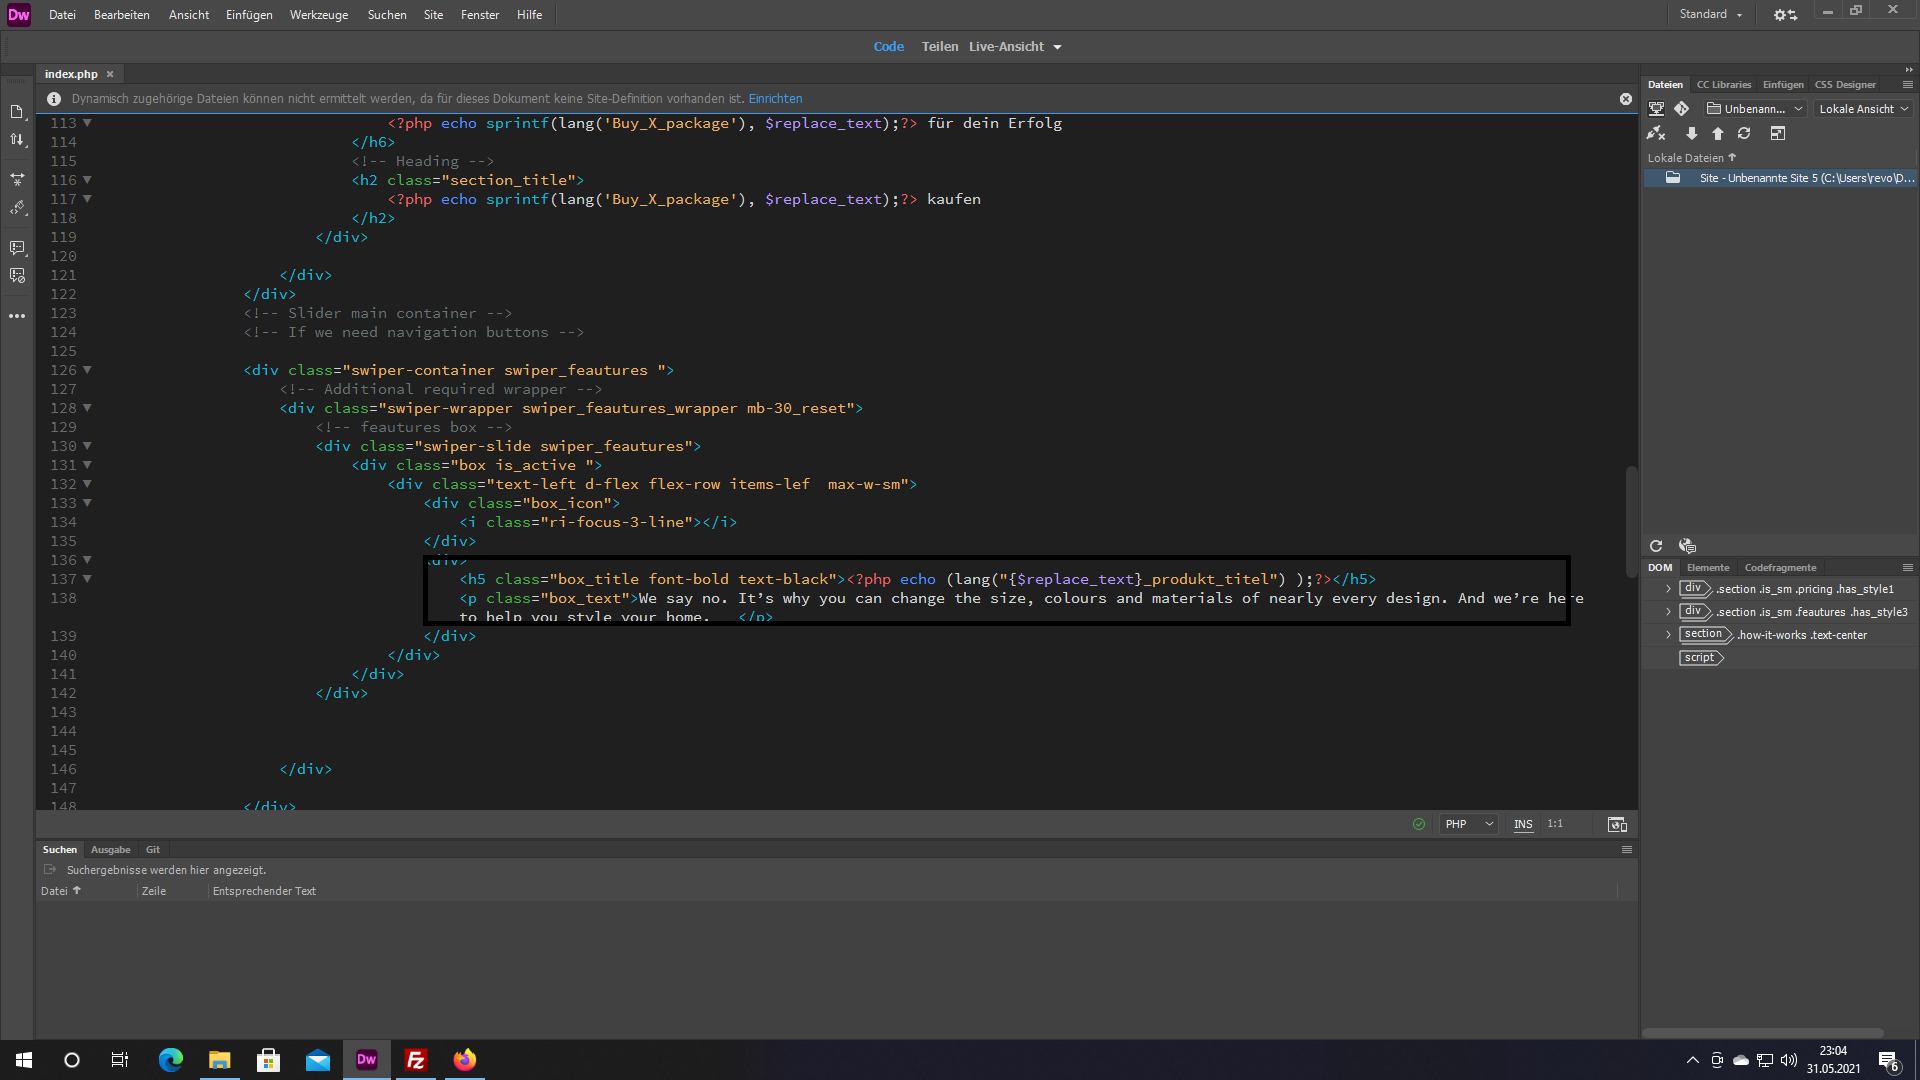 Dw Datei Bearbeiten Ansicht Einfügen Werkzeuge Suchen Site Fenster Hilfe Standard
Code Teilen Live-Ansicht
index.php ×
Dynamisch zugehörige Dateien können nicht ermittelt werden, da für dieses Dokument keine Site-Definition vorhanden ist. Einrichten
113 <?php echo sprintf(lang('Buy_X_package'), $replace_text);?> für dein Erfolg
114 </h6>
115 <!-- Heading -->
116 <h2 class="section_title">
117 <?php echo sprintf(lang('Buy_X_package'), $replace_text);?> kaufen
118 </h2>
119 </div>
120
121 </div>
122 </div>
123 <!-- Slider main container -->
124 <!-- If we need navigation buttons -->
125
126 <div class="swiper-container swiper_feautures ">
127 <!-- Additional required wrapper -->
128 <div class="swiper-wrapper swiper_feautures_wrapper mb-30_reset">
129 <!-- feautures box -->
130 <div class="swiper-slide swiper_feautures">
131 <div class="box is_active ">
132 <div class="text-left d-flex flex-row items-lef  max-w-sm">
133 <div class="box_icon">
134 <i class="ri-focus-3-line"></i>
135 </div>
136 <div>
137 <h5 class="box_title font-bold text-black"><?php echo (lang("{$replace_text}_produkt_titel") );?></h5>
138 <p class="box_text">We say no. It’s why you can change the size, colours and materials of nearly every design. And we’re here
to help you style your home.   </p>
139 </div>
140 </div>
141 </div>
142 </div>
143
144
145
146 </div>
147
148 </div>
PHP INS 1:1
Suchen Ausgabe Git
Suchergebnisse werden hier angezeigt.
Datei Zeile Entsprechender Text
Dateien CC Libraries Einfügen CSS Designer
Unbenann... Lokale Ansicht
Lokale Dateien
Site - Unbenannte Site 5 (C:\Users\revo\D...
DOM Elemente Codefragmente
div .section .is_sm .pricing .has_style1
div .section .is_sm .feautures .has_style3
section .how-it-works .text-center
script
Dw Fz
23:04
31.05.2021
6